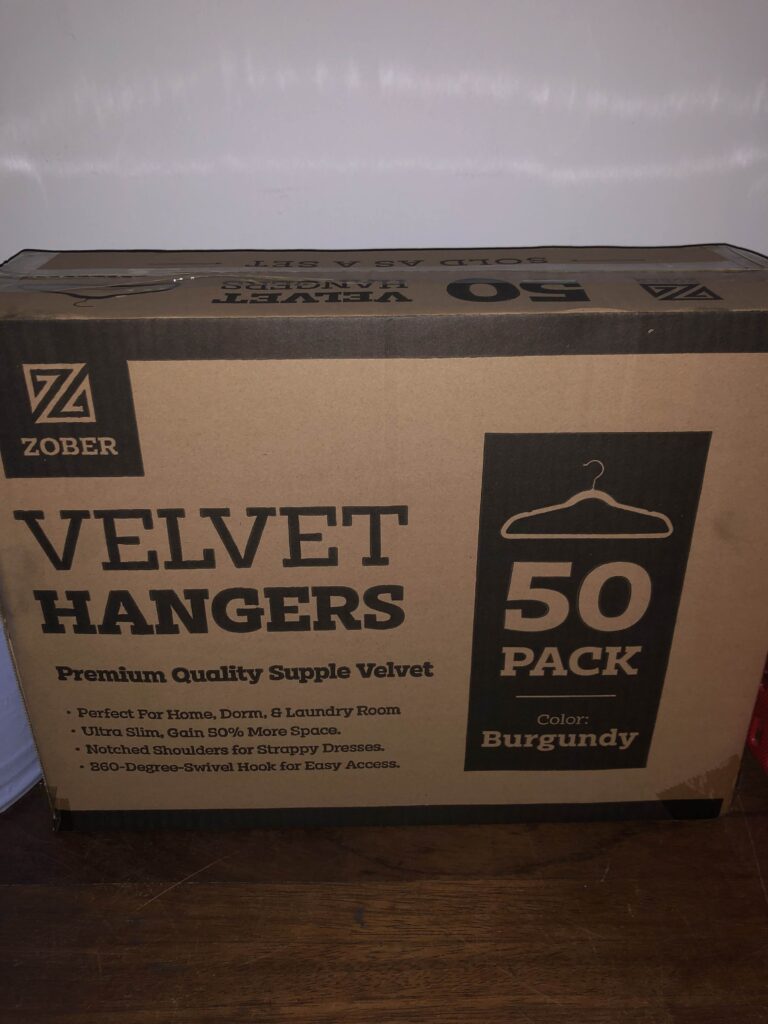 SOLD AS A SET
VELVET
HANGERS
50
ZOBER
VELVET
HANGERS
Premium Quality Supple Velvet
• Perfect For Home, Dorm, & Laundry Room
• Ultra Slim, Gain 50% More Space.
• Notched Shoulders for Strappy Dresses.
• 360-Degree-Swivel Hook for Easy Access.
50
PACK
Color:
Burgundy